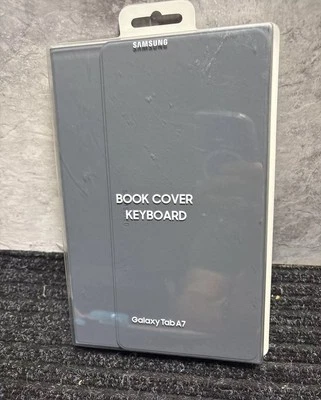 SAMSUNG
BOOK COVER
KEYBOARD
Galaxy Tab A7